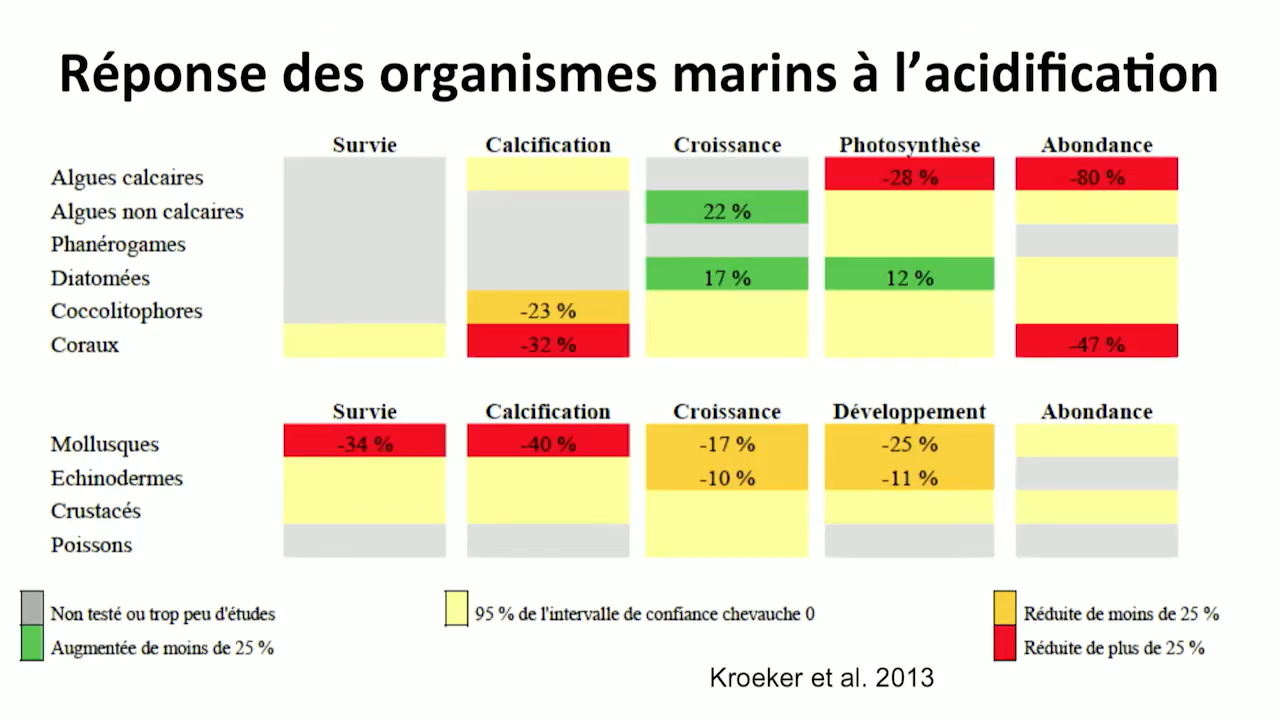 Réponse des organismes marins à l’acidification
Survie Calcification Croissance Photosynthèse Abondance
Algues calcaires -28 % -80 %
Algues non calcaires 22 %
Phanérogames
Diatomées 17 % 12 %
Coccolitophores -23 %
Coraux -32 % -47 %
Survie Calcification Croissance Développement Abondance
Mollusques -34 % -40 % -17 % -25 %
Echinodermes -10 % -11 %
Crustacés
Poissons
Non testé ou trop peu d'études 95 % de l'intervalle de confiance chevauche 0 Réduite de moins de 25 %
Augmentée de moins de 25 % Réduite de plus de 25 %
Kroeker et al. 2013